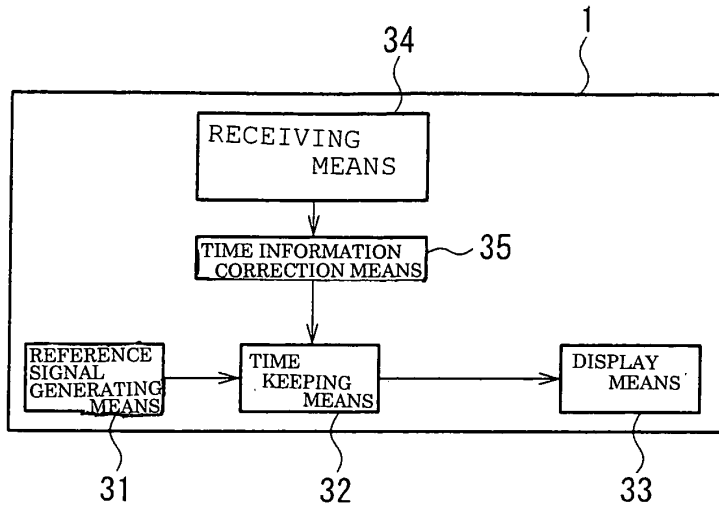 1
34
RECEIVING
MEANS
TIME INFORMATION
CORRECTION MEANS
35
REFERENCE
SIGNAL
GENERATING
MEANS
TIME
KEEPING
MEANS
DISPLAY
MEANS
31
32
33